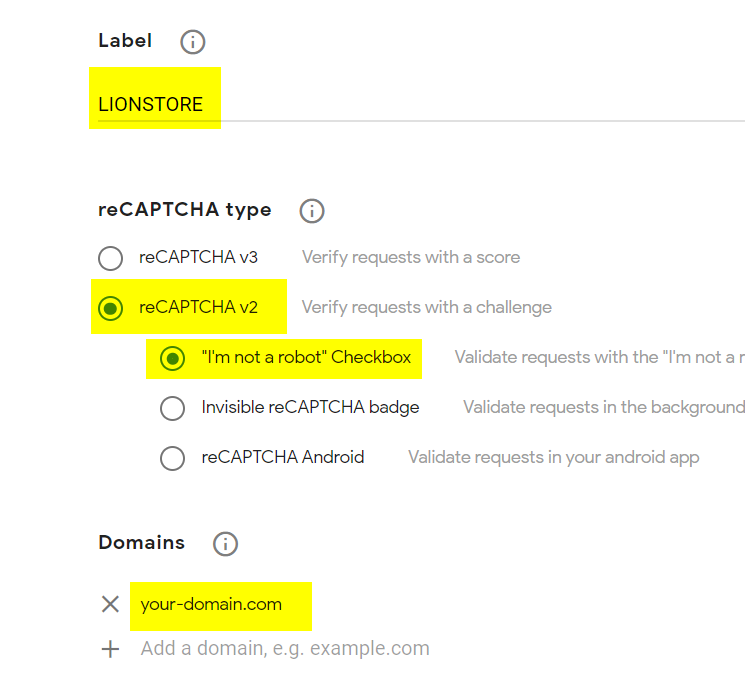 Label
LIONSTORE
reCAPTCHA type
reCAPTCHA v3 Verify requests with a score
reCAPTCHA v2 Verify requests with a challenge
"I'm not a robot" Checkbox Validate requests with the "I'm not a r
Invisible reCAPTCHA badge Validate requests in the background
reCAPTCHA Android Validate requests in your android app
Domains
your-domain.com
Add a domain, e.g. example.com